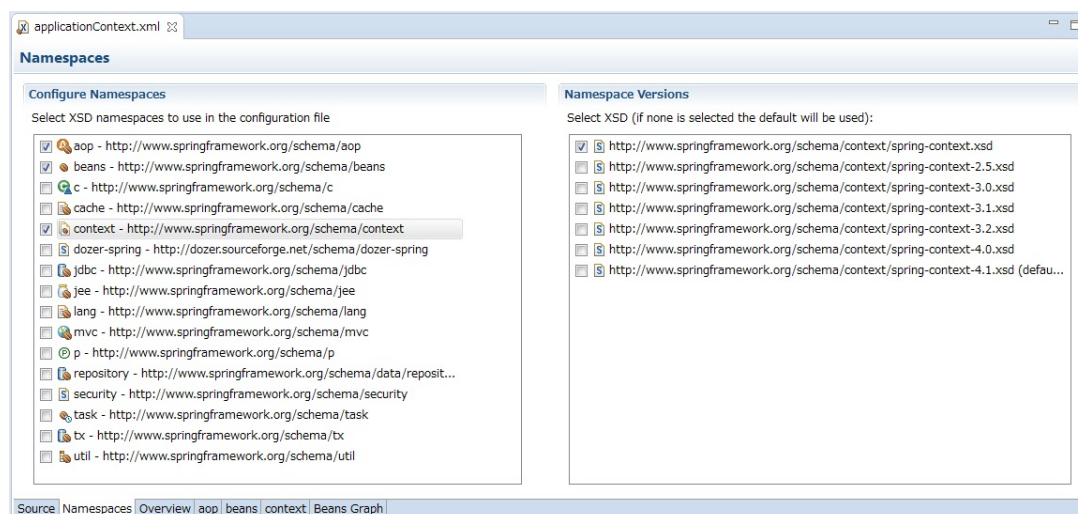 applicationContext.xml
Namespaces
Configure Namespaces
Select XSD namespaces to use in the configuration file
aop - http://www.springframework.org/schema/aop
beans - http://www.springframework.org/schema/beans
c - http://www.springframework.org/schema/c
cache - http://www.springframework.org/schema/cache
context - http://www.springframework.org/schema/context
dozer-spring - http://dozer.sourceforge.net/schema/dozer-spring
jdbc - http://www.springframework.org/schema/jdbc
jee - http://www.springframework.org/schema/jee
lang - http://www.springframework.org/schema/lang
mvc - http://www.springframework.org/schema/mvc
p - http://www.springframework.org/schema/p
repository - http://www.springframework.org/schema/data/reposit...
security - http://www.springframework.org/schema/security
task - http://www.springframework.org/schema/task
tx - http://www.springframework.org/schema/tx
util - http://www.springframework.org/schema/util
Namespace Versions
Select XSD (if none is selected the default will be used):
http://www.springframework.org/schema/context/spring-context.xsd
http://www.springframework.org/schema/context/spring-context-2.5.xsd
http://www.springframework.org/schema/context/spring-context-3.0.xsd
http://www.springframework.org/schema/context/spring-context-3.1.xsd
http://www.springframework.org/schema/context/spring-context-3.2.xsd
http://www.springframework.org/schema/context/spring-context-4.0.xsd
http://www.springframework.org/schema/context/spring-context-4.1.xsd (defau...
Source Namespaces Overview aop beans context Beans Graph